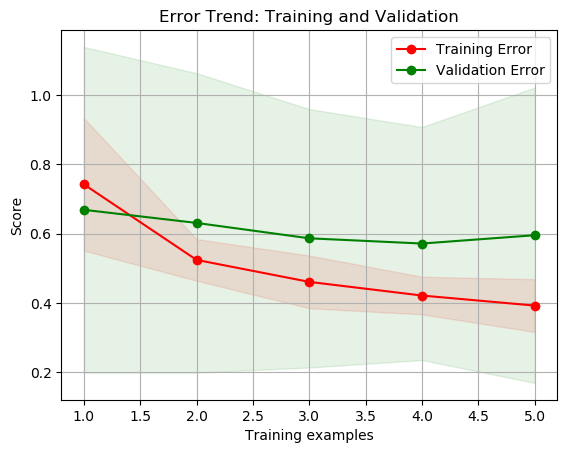 Error Trend: Training and Validation
Training Error
Validation Error
Score
1.0
0.8
0.6
0.4
0.2
1.0 1.5 2.0 2.5 3.0 3.5 4.0 4.5 5.0
Training examples